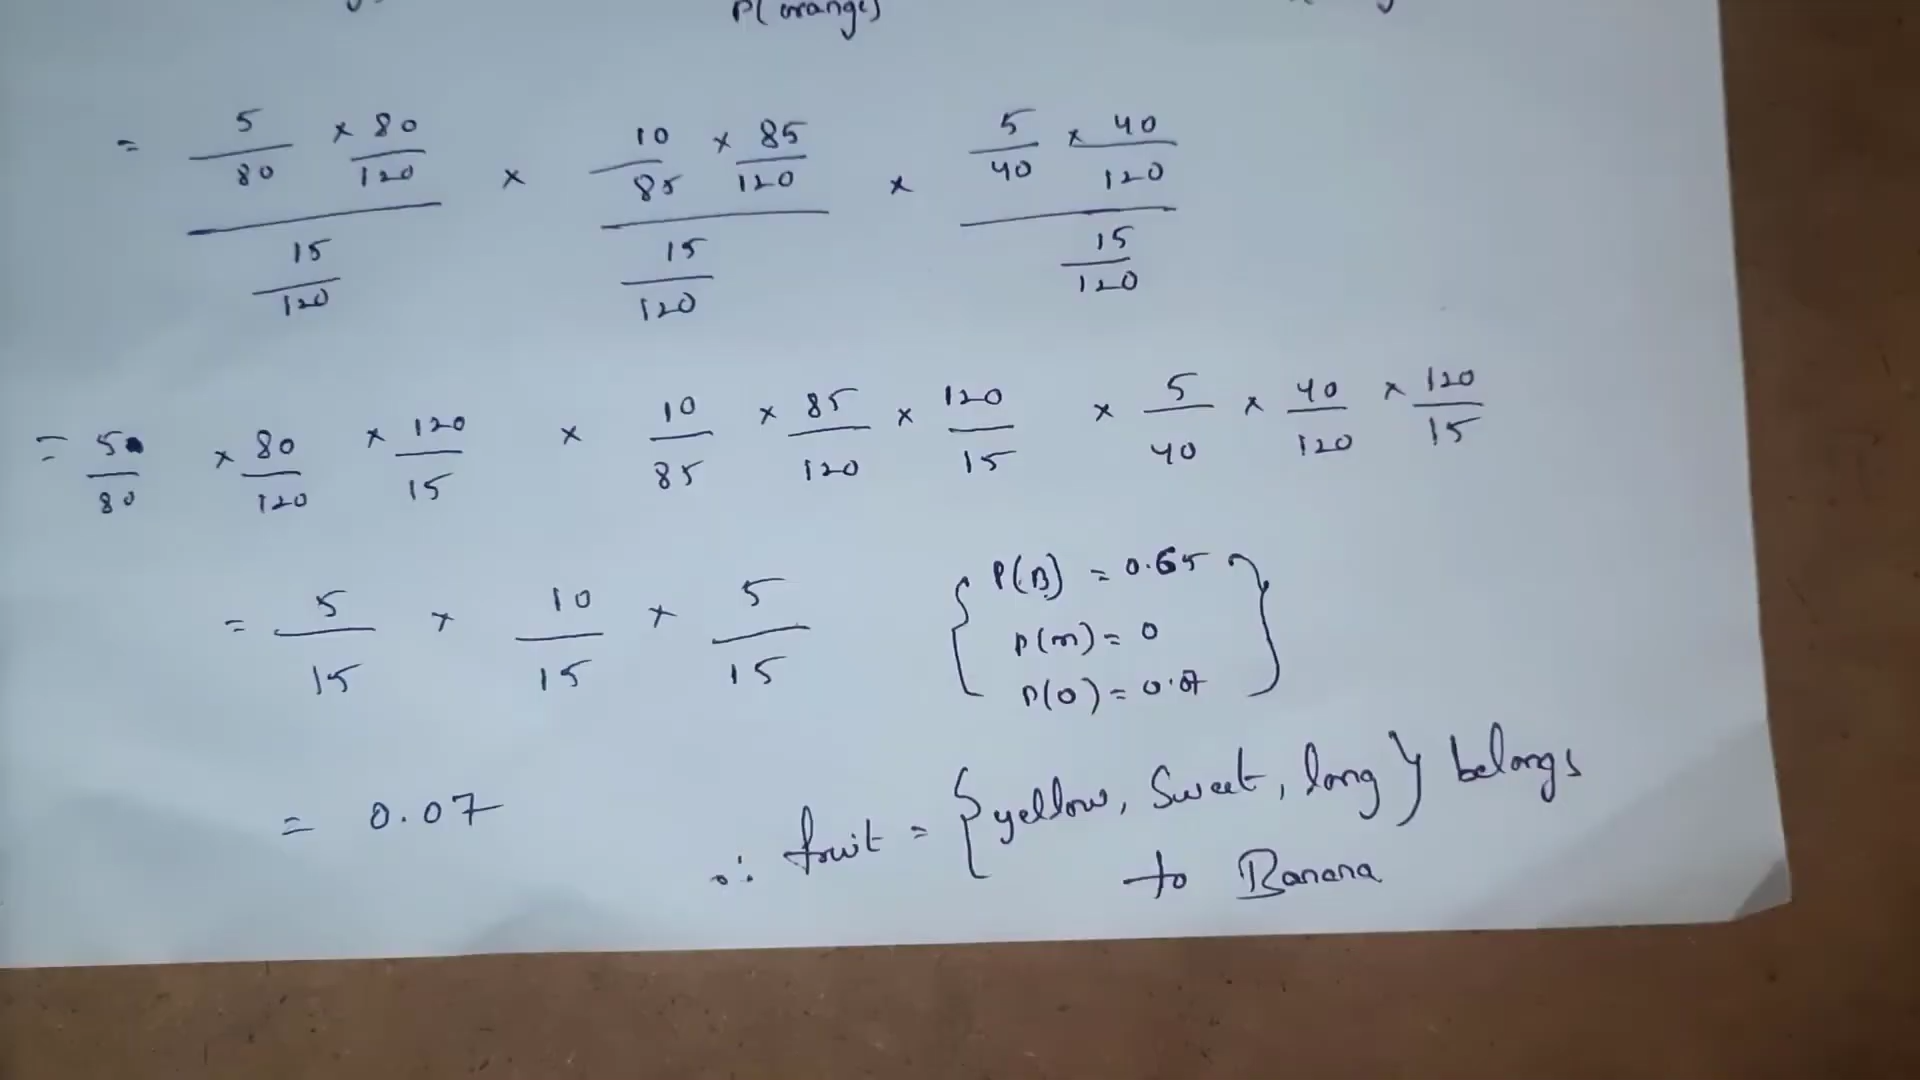 P(orange)
= 5/80 × 80/120 / 15/120 × 10/85 × 85/120 / 15/120 × 5/40 × 40/120 / 15/120
= 5/80 × 80/120 × 120/15 × 10/85 × 85/120 × 120/15 × 5/40 × 40/120 × 120/15
= 5/15 × 10/15 × 5/15
{ P(B) = 0.65
P(m) = 0
P(O) = 0.07 }
= 0.07
∴ fruit = {yellow, Sweet, long} belongs
to Banana